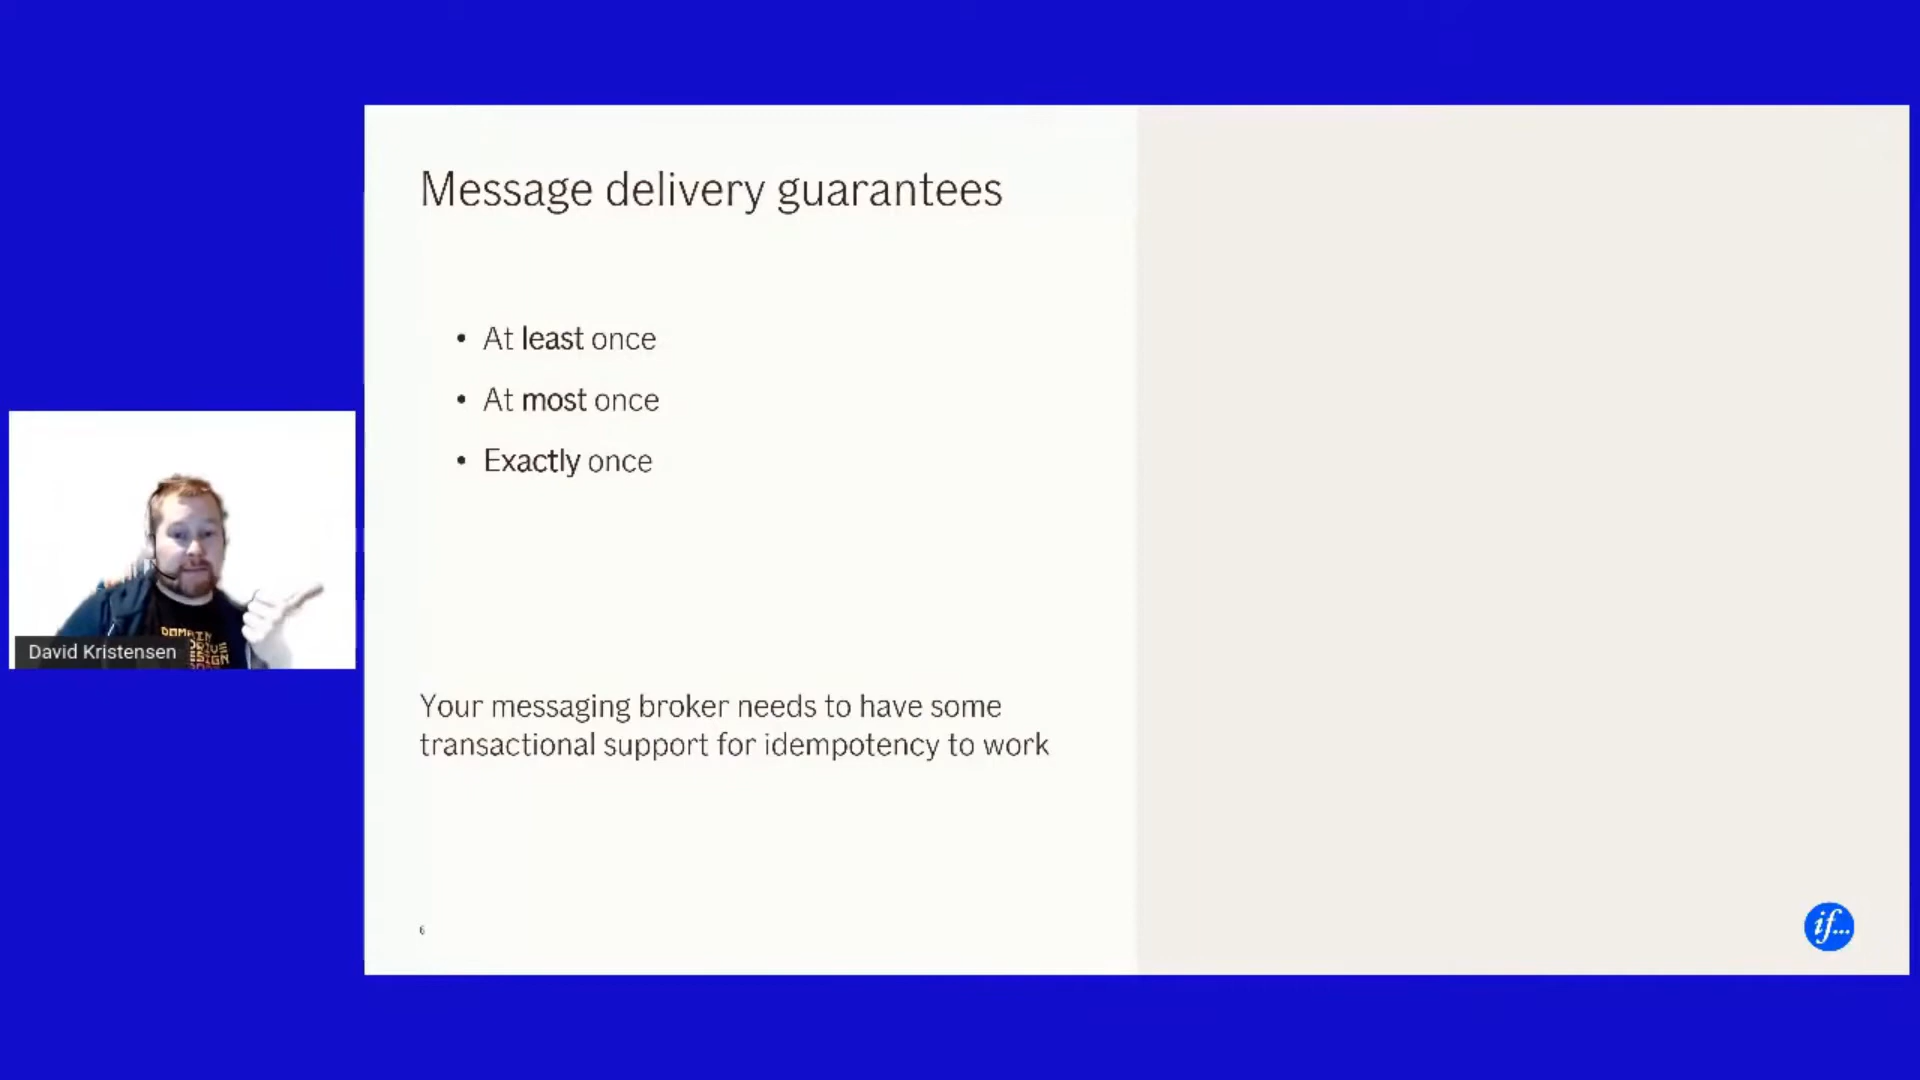 Message delivery guarantees
• At least once
• At most once
• Exactly once
Your messaging broker needs to have some
transactional support for idempotency to work
David Kristensen
DOMAIN
6
if...